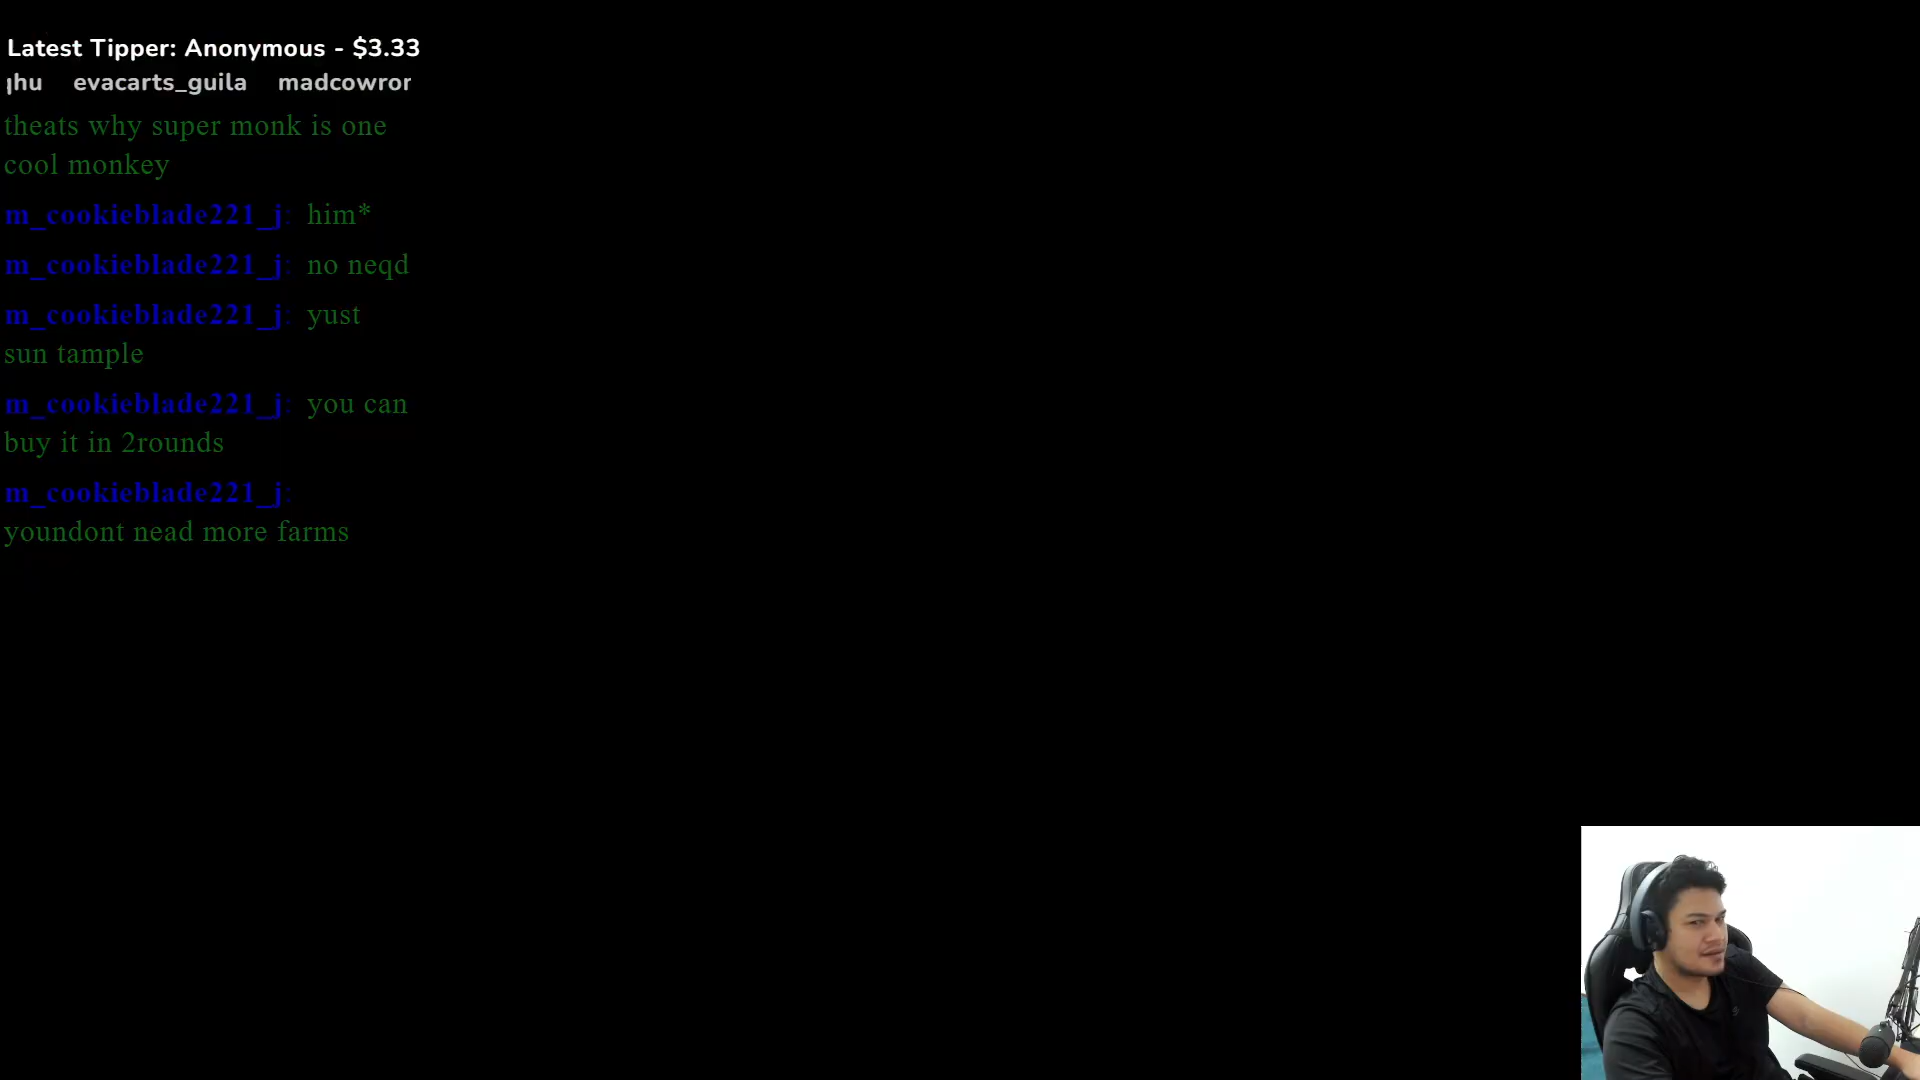 Latest Tipper: Anonymous - $3.33
hu evacarts_guila madcowror
theats why super monk is one
cool monkey
m_cookieblade221_j: him*
m_cookieblade221_j: no neqd
m_cookieblade221_j: yust
sun tample
m_cookieblade221_j: you can
buy it in 2rounds
m_cookieblade221_j:
youndont nead more farms